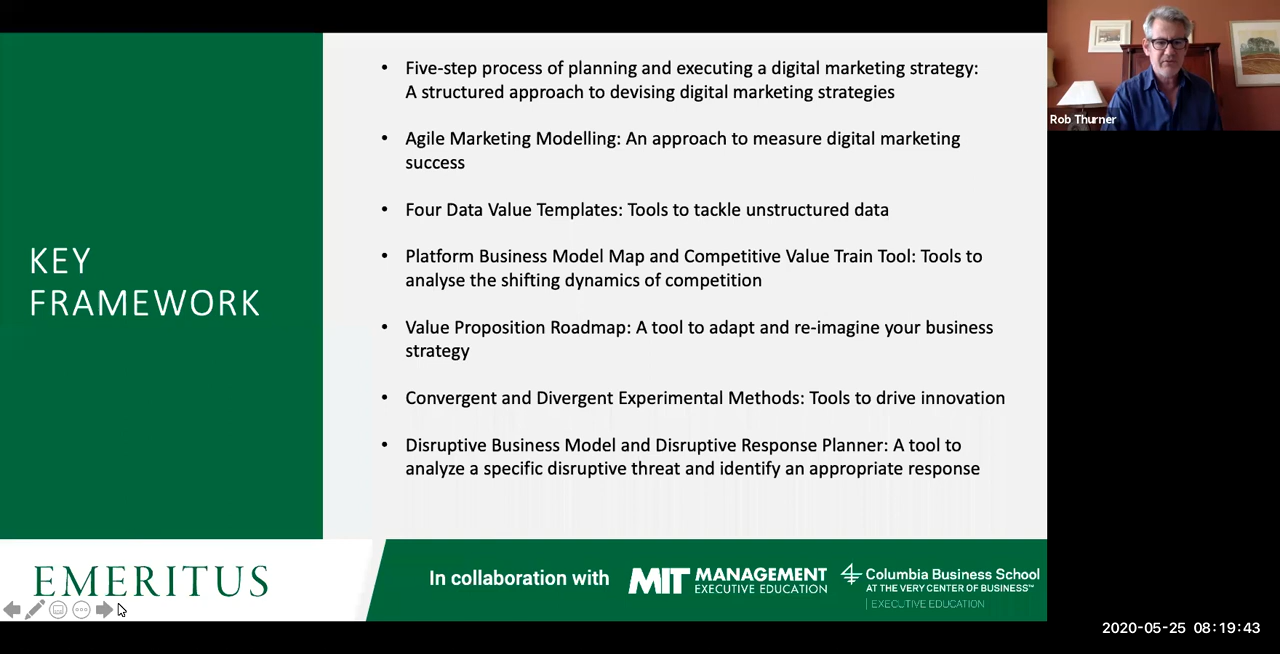 KEY
FRAMEWORK
• Five-step process of planning and executing a digital marketing strategy:
A structured approach to devising digital marketing strategies
• Agile Marketing Modelling: An approach to measure digital marketing
success
• Four Data Value Templates: Tools to tackle unstructured data
• Platform Business Model Map and Competitive Value Train Tool: Tools to
analyse the shifting dynamics of competition
• Value Proposition Roadmap: A tool to adapt and re-imagine your business
strategy
• Convergent and Divergent Experimental Methods: Tools to drive innovation
• Disruptive Business Model and Disruptive Response Planner: A tool to
analyze a specific disruptive threat and identify an appropriate response
Rob Thurner
EMERITUS
In collaboration with
MIT MANAGEMENT
EXECUTIVE EDUCATION
Columbia Business School
AT THE VERY CENTER OF BUSINESS™
EXECUTIVE EDUCATION
2020-05-25 08:19:43